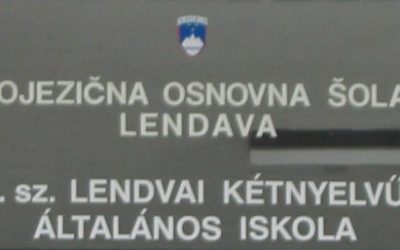 OJEZIČNA OSNOVNA ŠOLA
LENDAVA
. sz. LENDVAI KÉTNYELVŰ
ÁLTALÁNOS ISKOLA